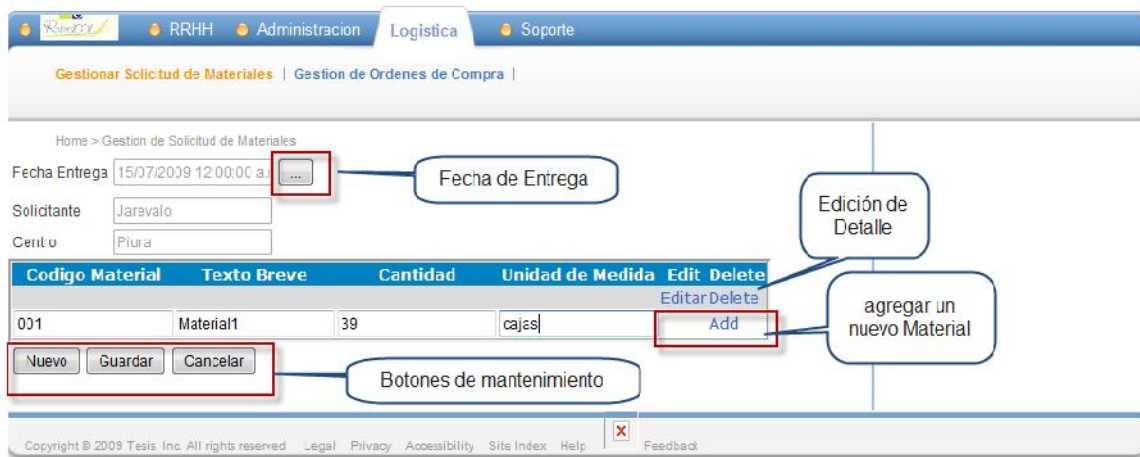 RRHH Administracion Logistica Soporte
Gestionar Solicitud de Materiales | Gestion de Ordenes de Compra |
Home > Gestion de Solicitud de Materiales
Fecha Entrega 15/07/2009 12:00:00 a. ...
Fecha de Entrega
Solicitante Jarevalo
Centro Piura
Edición de
Detalle
Codigo Material Texto Breve Cantidad Unidad de Medida Edit Delete
Editar Delete
001 Material1 39 cajas Add
agregar un
nuevo Material
Nuevo Guardar Cancelar
Botones de mantenimiento
Copyright © 2009 Tesis Inc. All rights reserved Legal Privacy Accessibility Site Index Help Feedback